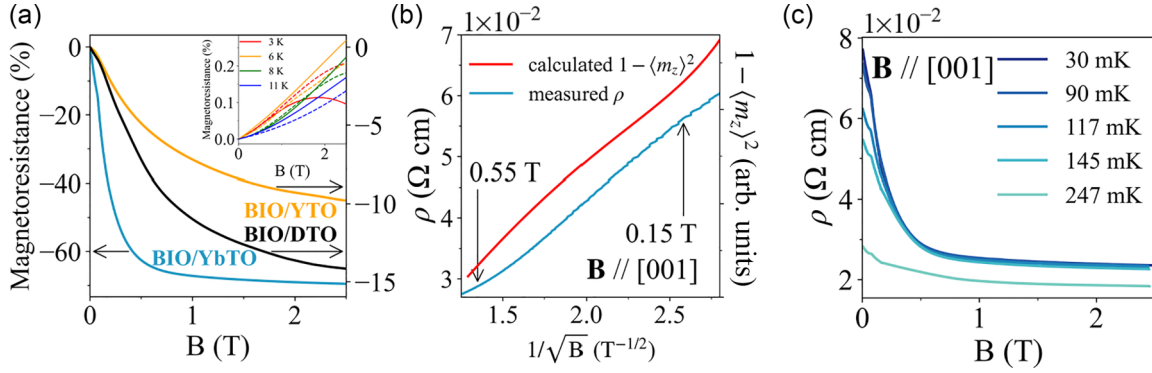 (a)
Magnetoresistance (%)
0
−20
−40
−60
0
1
2
B (T)
0
−5
−10
−15
BIO/YTO
BIO/DTO
BIO/YbTO
Magnetoresistance (%)
0.2
0.1
0.0
0
1
2
B (T)
3 K
6 K
8 K
11 K
(b)
1×10⁻²
ρ (Ω cm)
7
6
5
4
3
1.5
2.0
2.5
1/√B (T⁻¹/²)
1 − ⟨m_z⟩² (arb. units)
calculated 1 − ⟨m_z⟩²
measured ρ
0.55 T
0.15 T
B // [001]
(c)
1×10⁻²
ρ (Ω cm)
8
6
4
2
0
1
2
B (T)
B // [001]
30 mK
90 mK
117 mK
145 mK
247 mK